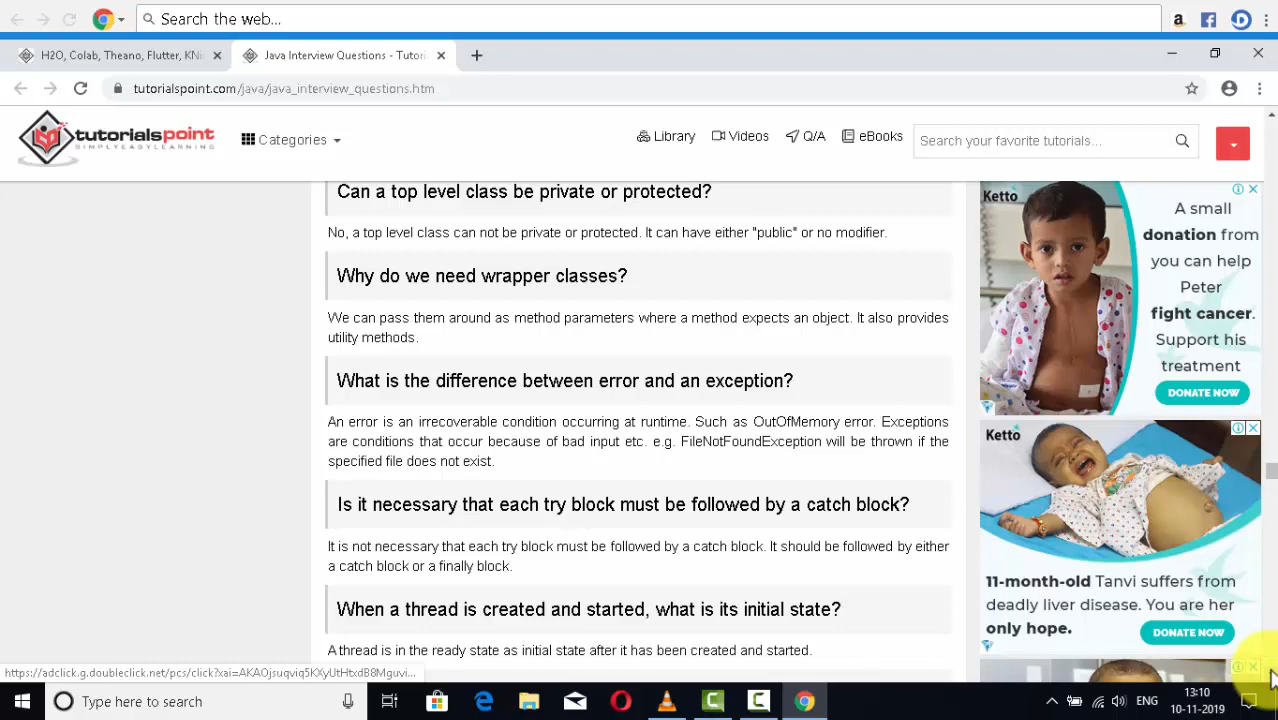 Search the web...
H2O, Colab, Theano, Flutter, KNi
Java Interview Questions - Tutori
tutorialspoint.com/java/java_interview_questions.htm
tutorialspoint
SIMPLYEASYLEARNING
Categories
Library
Videos
Q/A
eBooks
Search your favorite tutorials...
Can a top level class be private or protected?
No, a top level class can not be private or protected. It can have either "public" or no modifier.
Why do we need wrapper classes?
We can pass them around as method parameters where a method expects an object. It also provides
utility methods.
What is the difference between error and an exception?
An error is an irrecoverable condition occurring at runtime. Such as OutOfMemory error. Exceptions
are conditions that occur because of bad input etc. e.g. FileNotFoundException will be thrown if the
specified file does not exist.
Is it necessary that each try block must be followed by a catch block?
It is not necessary that each try block must be followed by a catch block. It should be followed by either
a catch block or a finally block.
When a thread is created and started, what is its initial state?
A thread is in the ready state as initial state after it has been created and started.
Ketto
A small
donation from
you can help
Peter
fight cancer.
Support his
treatment
DONATE NOW
Ketto
11-month-old Tanvi suffers from
deadly liver disease. You are her
only hope.
DONATE NOW
https://adclick.g.doubleclick.net/pcs/click?xai=AKAOjsuqviq5KXyUtHtxdB8Mguvi...
Type here to search
ENG
13:10
10-11-2019